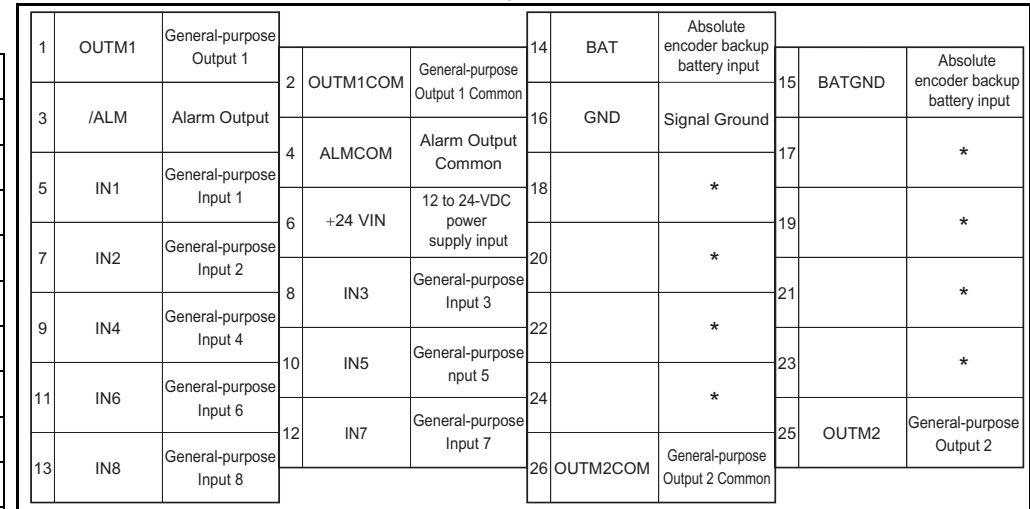 1 OUTM1 General-purpose
Output 1
3 /ALM Alarm Output
5 IN1 General-purpose
Input 1
7 IN2 General-purpose
Input 2
9 IN4 General-purpose
Input 4
11 IN6 General-purpose
Input 6
13 IN8 General-purpose
Input 8
2 OUTM1COM General-purpose
Output 1 Common
4 ALMCOM Alarm Output
Common
6 +24 VIN 12 to 24-VDC
power
supply input
8 IN3 General-purpose
Input 3
10 IN5 General-purpose
nput 5
12 IN7 General-purpose
Input 7
14 BAT Absolute
encoder backup
battery input
16 GND Signal Ground
18 *
20 *
22 *
24 *
26 OUTM2COM General-purpose
Output 2 Common
15 BATGND Absolute
encoder backup
battery input
17 *
19 *
21 *
23 *
25 OUTM2 General-purpose
Output 2